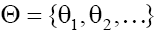 Θ = {θ₁, θ₂, …}